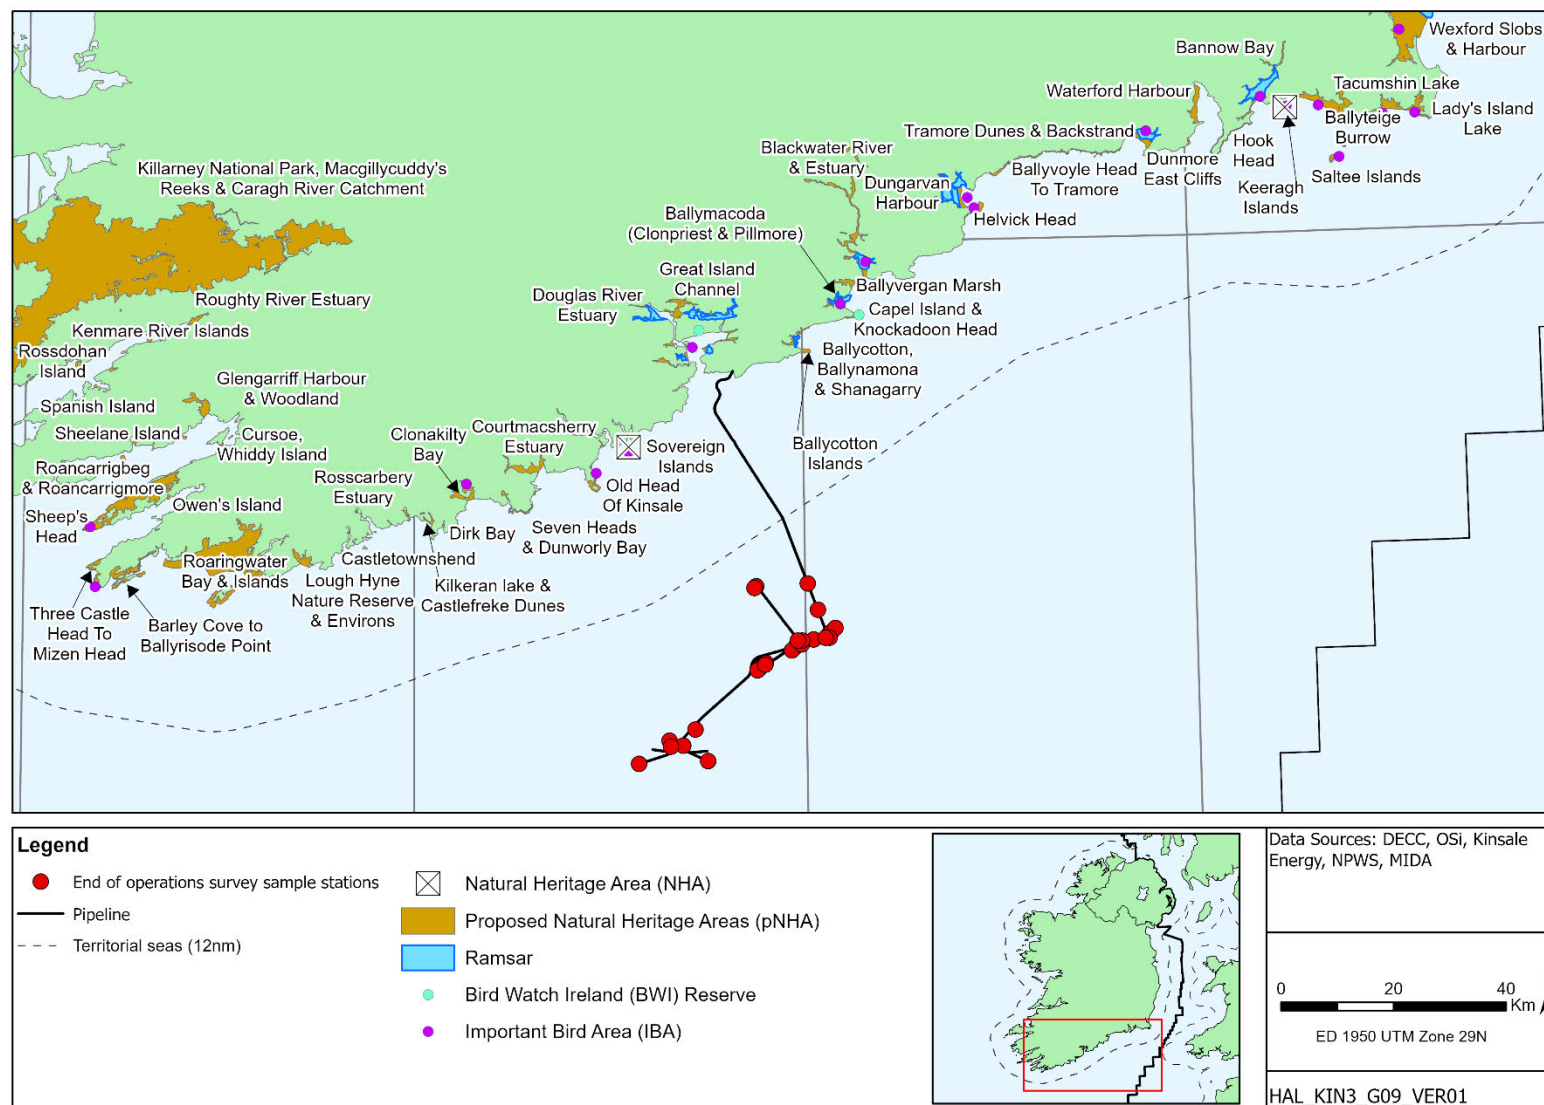 Wexford Slobs
& Harbour
Bannow Bay
Tacumshin Lake
Waterford Harbour
Lady's Island
Lake
Ballyteige
Burrow
Tramore Dunes & Backstrand
Hook
Head
Blackwater River
& Estuary
Ballyvoyle Head
To Tramore
Dunmore
East Cliffs
Saltee Islands
Keeragh
Islands
Killarney National Park, Macgillycuddy's
Reeks & Caragh River Catchment
Dungarvan
Harbour
Helvick Head
Ballymacoda
(Clonpriest & Pillmore)
Great Island
Channel
Ballyvergan Marsh
Roughty River Estuary
Douglas River
Estuary
Capel Island &
Knockadoon Head
Kenmare River Islands
Rossdohan
Island
Ballycotton,
Ballynamona
& Shanagarry
Glengarriff Harbour
& Woodland
Spanish Island
Sheelane Island
Cursoe,
Whiddy Island
Clonakilty
Bay
Courtmacsherry
Estuary
Sovereign
Islands
Ballycotton
Islands
Roancarrigbeg
& Roancarrigmore
Rosscarbery
Estuary
Old Head
Of Kinsale
Owen's Island
Sheep's
Head
Dirk Bay
Seven Heads
& Dunworly Bay
Castletownshend
Roaringwater
Bay & Islands
Lough Hyne
Nature Reserve
& Environs
Kilkeran lake &
Castlefreke Dunes
Three Castle
Head To
Mizen Head
Barley Cove to
Ballyrisode Point
Legend
End of operations survey sample stations
Pipeline
Territorial seas (12nm)
Natural Heritage Area (NHA)
Proposed Natural Heritage Areas (pNHA)
Ramsar
Bird Watch Ireland (BWI) Reserve
Important Bird Area (IBA)
Data Sources: DECC, OSi, Kinsale
Energy, NPWS, MIDA
0 20 40
Km
ED 1950 UTM Zone 29N
HAL_KIN3_G09_VER01